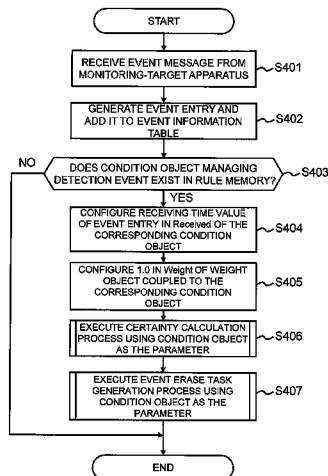 START
RECEIVE EVENT MESSAGE FROM
MONITORING-TARGET APPARATUS
S401
GENERATE EVENT ENTRY AND
ADD IT TO EVENT INFORMATION
TABLE
S402
NO
DOES CONDITION OBJECT MANAGING
DETECTION EVENT EXIST IN RULE MEMORY?
S403
YES
CONFIGURE RECEIVING TIME VALUE
OF EVENT ENTRY IN Received OF THE
CORRESPONDING CONDITION
OBJECT
S404
CONFIGURE 1.0 IN Weight OF WEIGHT
OBJECT COUPLED TO THE
CORRESPONDING CONDITION
OBJECT
S405
EXECUTE CERTAINTY CALCULATION
PROCESS USING CONDITION OBJECT
AS THE PARAMETER
S406
EXECUTE EVENT ERASE TASK
GENERATION PROCESS USING
CONDITION OBJECT AS THE
PARAMETER
S407
END